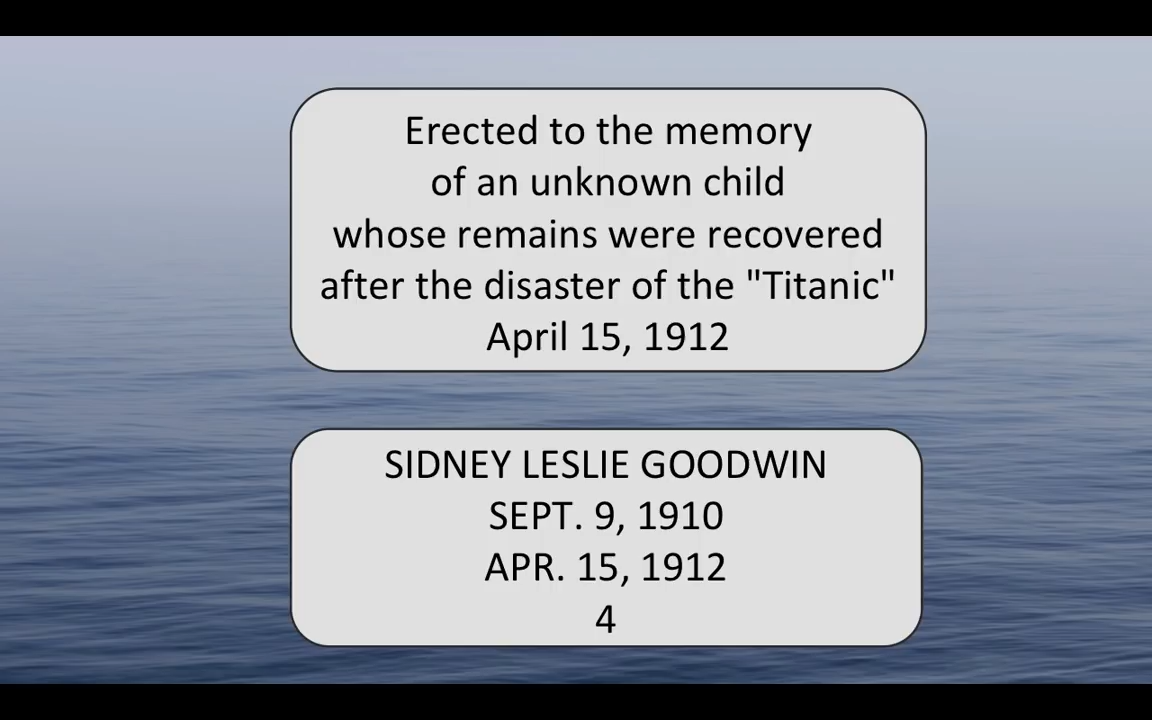 Erected to the memory
of an unknown child
whose remains were recovered
after the disaster of the "Titanic"
April 15, 1912
SIDNEY LESLIE GOODWIN
SEPT. 9, 1910
APR. 15, 1912
4